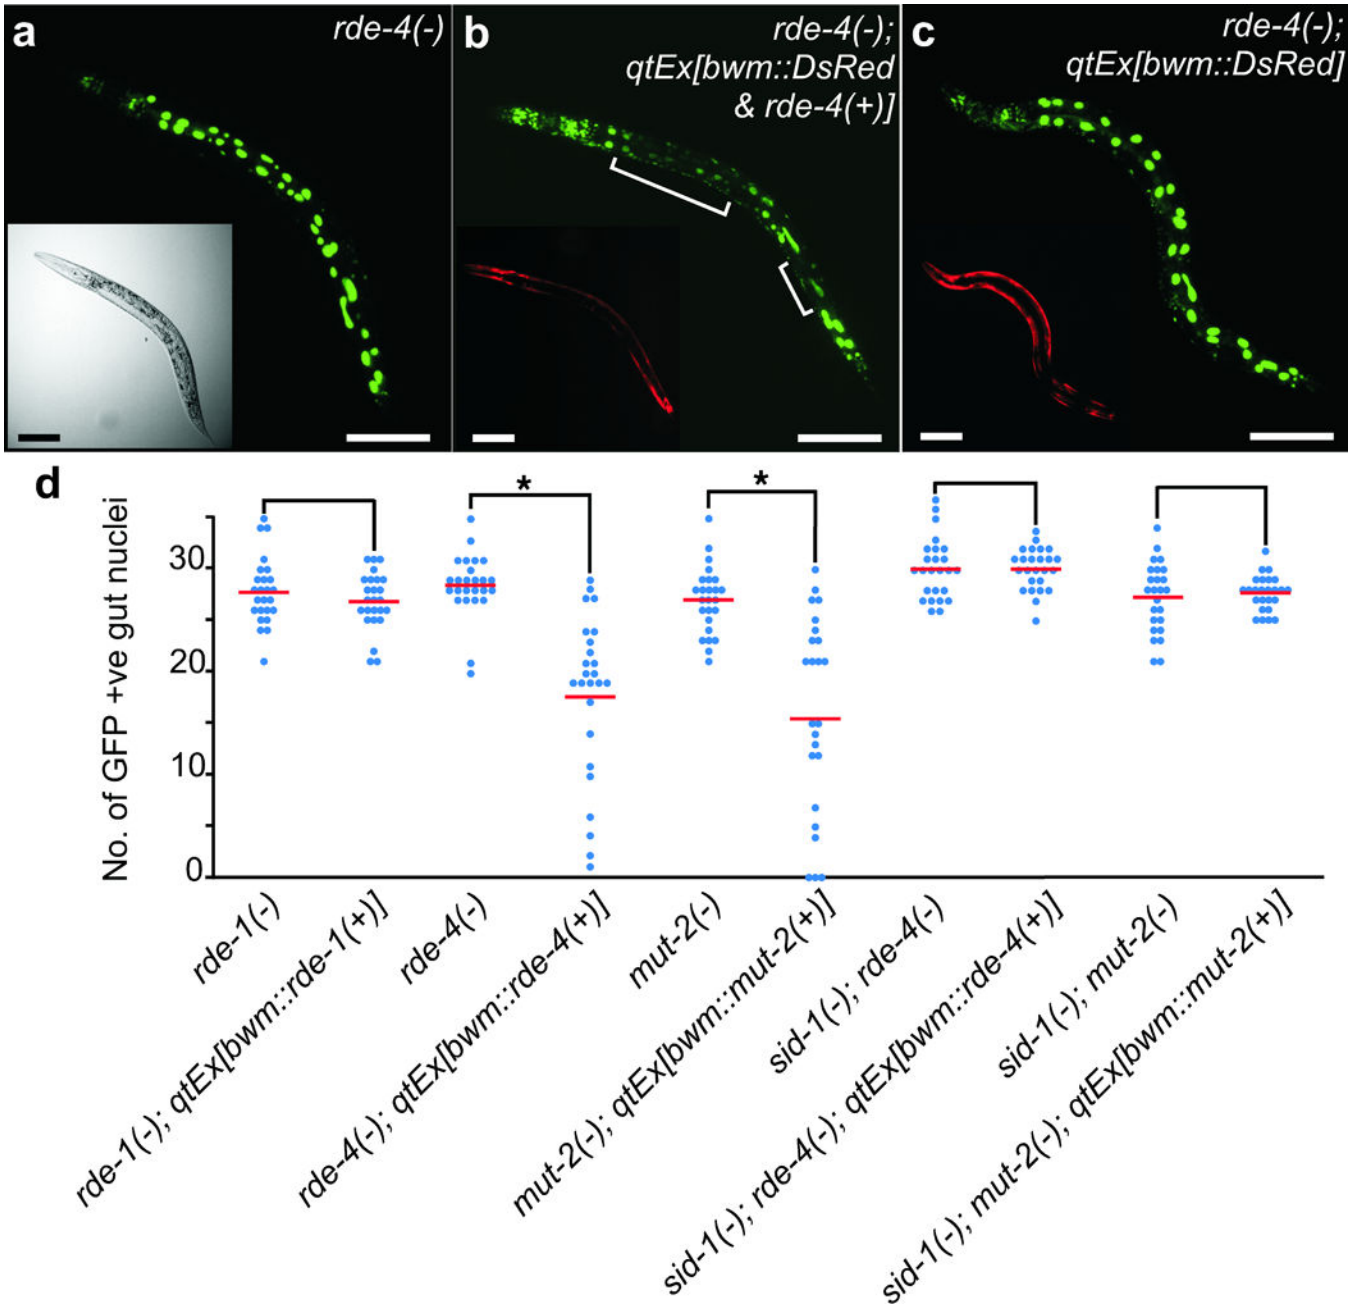 a
rde-4(-)
b
rde-4(-);
qtEx[bwm::DsRed
& rde-4(+)]
c
rde-4(-);
qtEx[bwm::DsRed]
d
No. of GFP +ve gut nuclei
30
20
10
0
*
*
rde-1(-)
rde-1(-); qtEx[bwm::rde-1(+)]
rde-4(-)
rde-4(-); qtEx[bwm::rde-4(+)]
mut-2(-)
mut-2(-); qtEx[bwm::mut-2(+)]
sid-1(-); rde-4(-)
sid-1(-); rde-4(-); qtEx[bwm::rde-4(+)]
sid-1(-); mut-2(-)
sid-1(-); mut-2(-); qtEx[bwm::mut-2(+)]